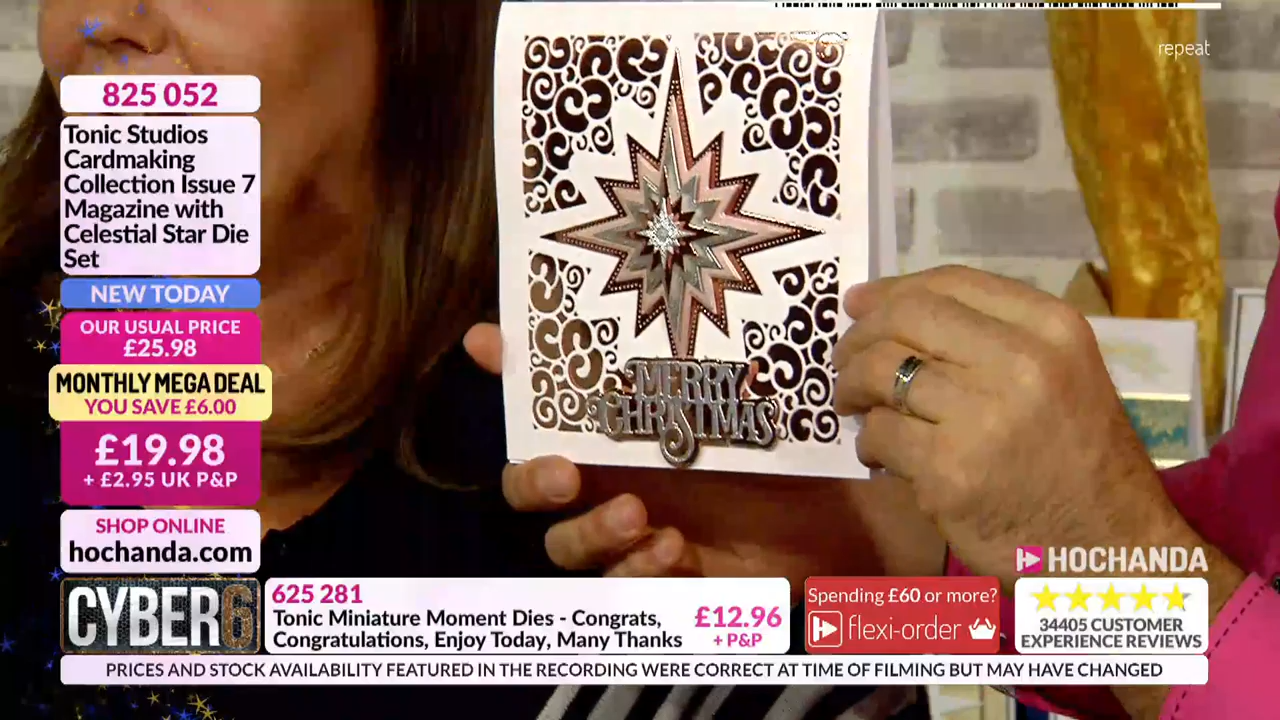 repeat
825 052
Tonic Studios
Cardmaking
Collection Issue 7
Magazine with
Celestial Star Die
Set
NEW TODAY
OUR USUAL PRICE
£25.98
MONTHLY MEGA DEAL
YOU SAVE £6.00
£19.98
+ £2.95 UK P&P
SHOP ONLINE
hochanda.com
MERRY
CHRISTMAS
HOCHANDA
CYBER6
625 281
Tonic Miniature Moment Dies - Congrats,
Congratulations, Enjoy Today, Many Thanks
£12.96
+ P&P
Spending £60 or more?
flexi-order
34405 CUSTOMER
EXPERIENCE REVIEWS
PRICES AND STOCK AVAILABILITY FEATURED IN THE RECORDING WERE CORRECT AT TIME OF FILMING BUT MAY HAVE CHANGED